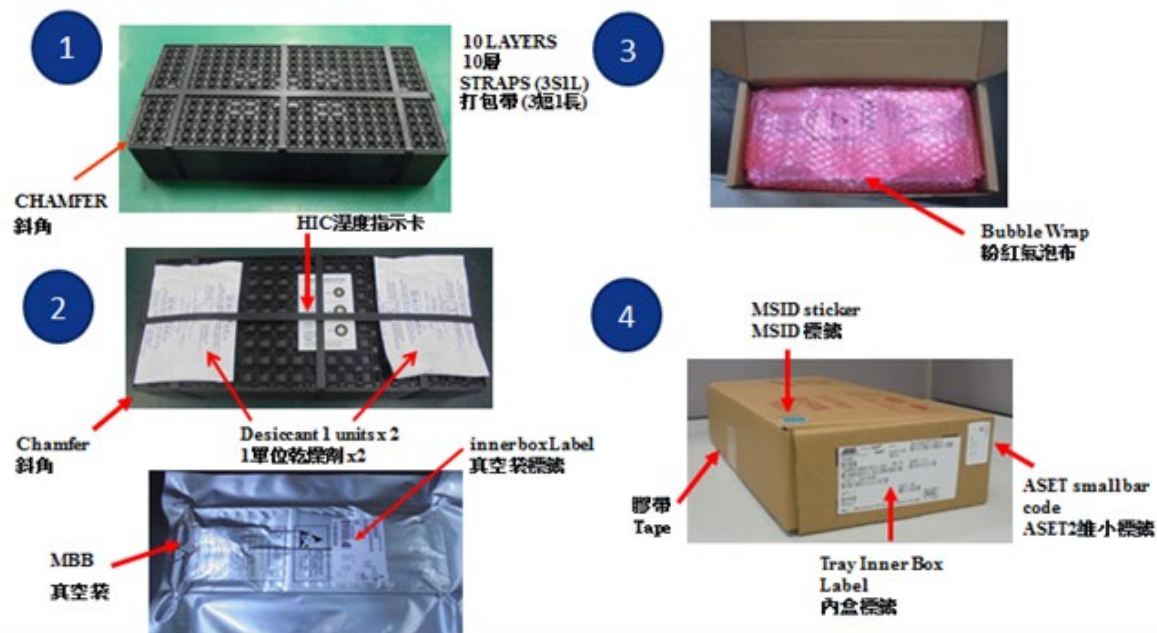 1
10 LAYERS
10層
STRAPS (3S1L)
打包帶 (3短1長)
CHAMFER
斜角
HIC溼度指示卡
2
Chamfer
斜角
Desiccant 1 units x 2
1單位乾燥劑 x2
innerbox Label
真空袋標籤
MBB
真空袋
3
Bubble Wrap
粉紅氣泡布
4
MSID sticker
MSID 標籤
膠帶
Tape
ASET small bar
code
ASET2維小標籤
Tray Inner Box
Label
內盒標籤